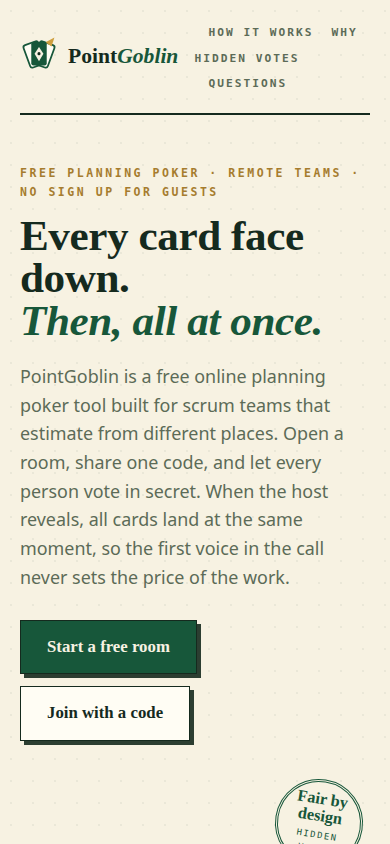 PointGoblin
HOW IT WORKS WHY
HIDDEN VOTES
QUESTIONS
FREE PLANNING POKER · REMOTE TEAMS ·
NO SIGN UP FOR GUESTS
Every card face
down.
Then, all at once.
PointGoblin is a free online planning
poker tool built for scrum teams that
estimate from different places. Open a
room, share one code, and let every
person vote in secret. When the host
reveals, all cards land at the same
moment, so the first voice in the call
never sets the price of the work.
Start a free room
Join with a code
Fair by
design
HIDDEN